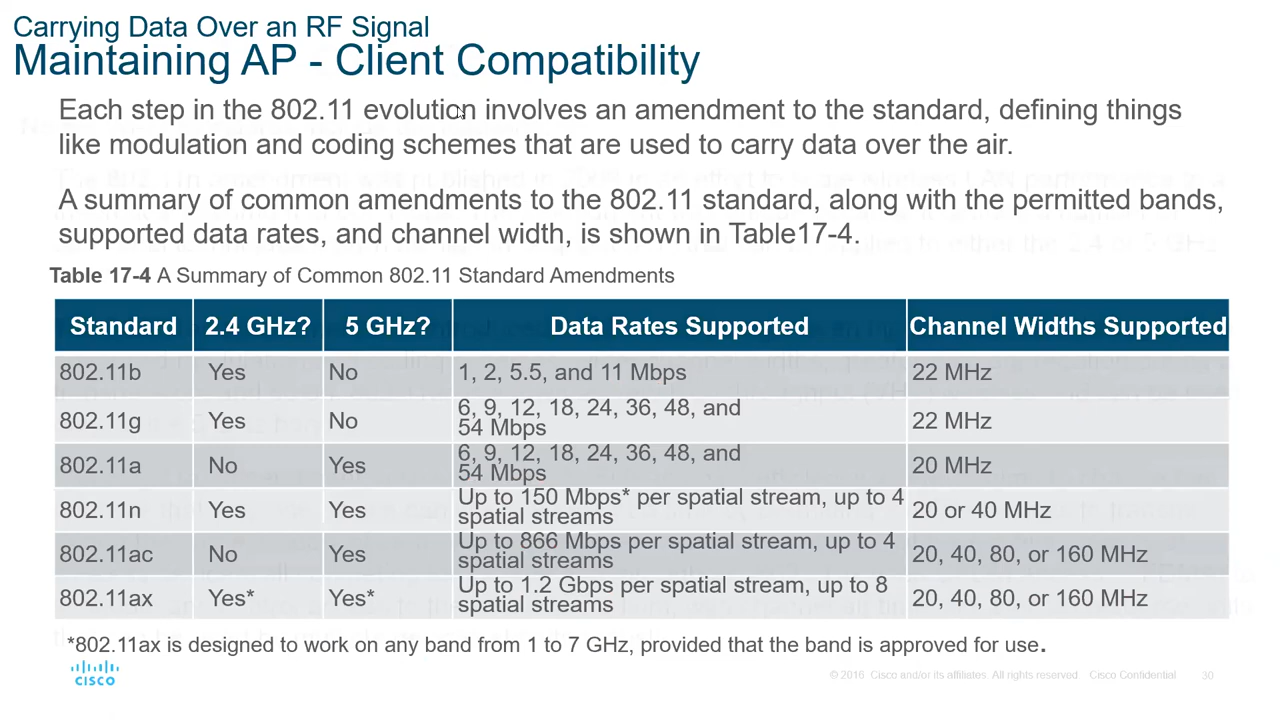 Carrying Data Over an RF Signal
Maintaining AP - Client Compatibility
Each step in the 802.11 evolution involves an amendment to the standard, defining things
like modulation and coding schemes that are used to carry data over the air.
A summary of common amendments to the 802.11 standard, along with the permitted bands,
supported data rates, and channel width, is shown in Table17-4.
Table 17-4 A Summary of Common 802.11 Standard Amendments
Standard 2.4 GHz? 5 GHz? Data Rates Supported Channel Widths Supported
802.11b Yes No 1, 2, 5.5, and 11 Mbps 22 MHz
802.11g Yes No 6, 9, 12, 18, 24, 36, 48, and
54 Mbps 22 MHz
802.11a No Yes 6, 9, 12, 18, 24, 36, 48, and
54 Mbps 20 MHz
802.11n Yes Yes Up to 150 Mbps* per spatial stream, up to 4
spatial streams 20 or 40 MHz
802.11ac No Yes Up to 866 Mbps per spatial stream, up to 4
spatial streams 20, 40, 80, or 160 MHz
802.11ax Yes* Yes* Up to 1.2 Gbps per spatial stream, up to 8
spatial streams 20, 40, 80, or 160 MHz
*802.11ax is designed to work on any band from 1 to 7 GHz, provided that the band is approved for use.
CISCO
© 2016 Cisco and/or its affiliates. All rights reserved Cisco Confidential 30